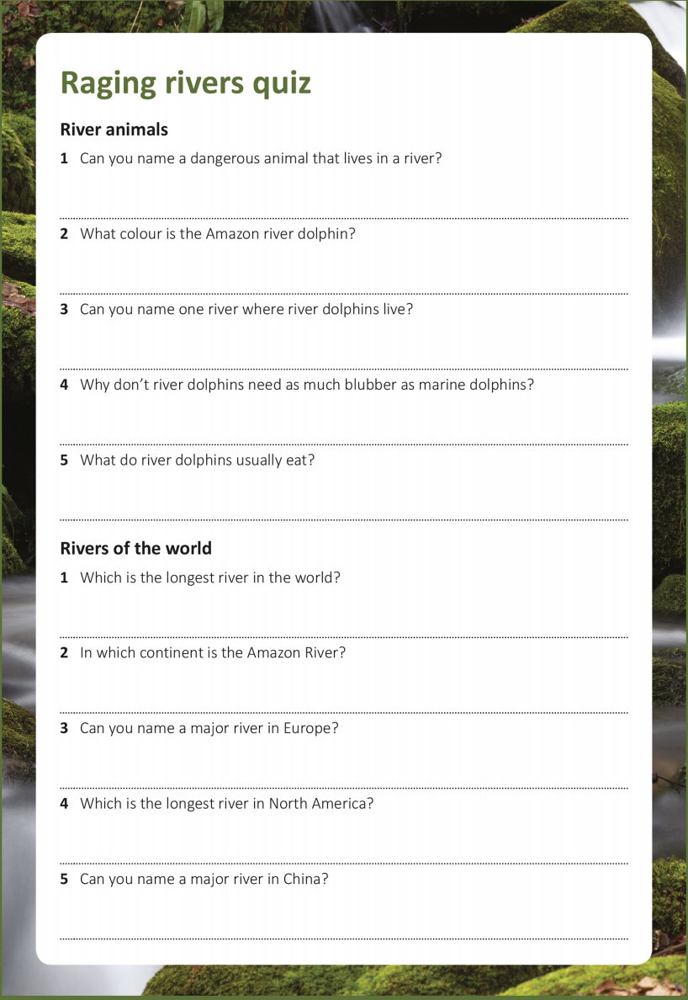 Raging rivers quiz
River animals
1 Can you name a dangerous animal that lives in a river?
2 What colour is the Amazon river dolphin?
3 Can you name one river where river dolphins live?
4 Why don’t river dolphins need as much blubber as marine dolphins?
5 What do river dolphins usually eat?
Rivers of the world
1 Which is the longest river in the world?
2 In which continent is the Amazon River?
3 Can you name a major river in Europe?
4 Which is the longest river in North America?
5 Can you name a major river in China?